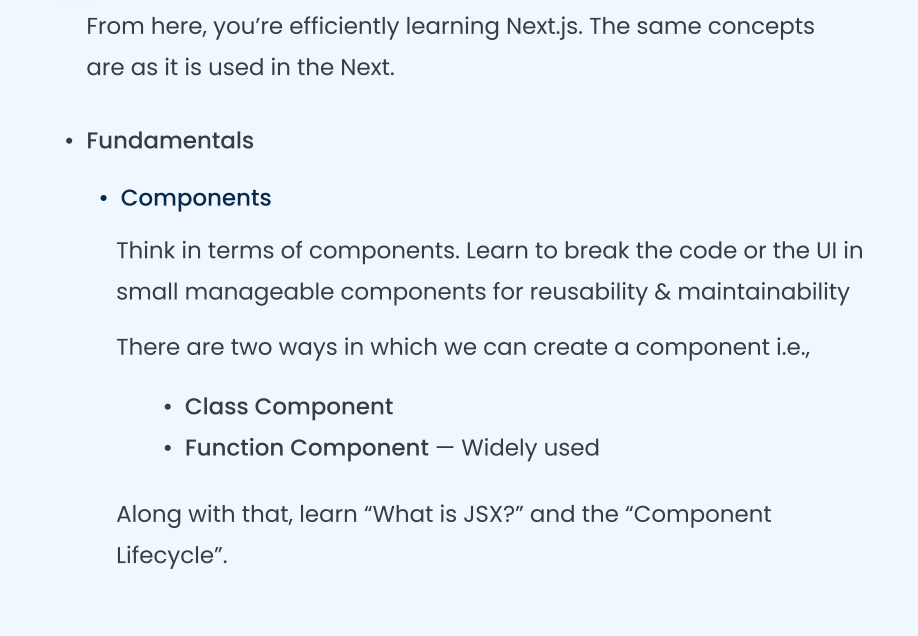 From here, you’re efficiently learning Next.js. The same concepts
are as it is used in the Next.
• Fundamentals
• Components
Think in terms of components. Learn to break the code or the UI in
small manageable components for reusability & maintainability
There are two ways in which we can create a component i.e.,
• Class Component
• Function Component — Widely used
Along with that, learn “What is JSX?” and the “Component
Lifecycle”.